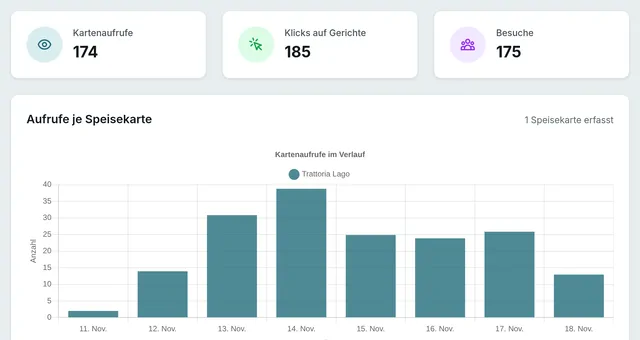 Kartenaufrufe
174
Klicks auf Gerichte
185
Besuche
175
Aufrufe je Speisekarte
1 Speisekarte erfasst
Kartenaufrufe im Verlauf
Trattoria Lago
Anzahl
40
35
30
25
20
15
10
5
0
11. Nov.
12. Nov.
13. Nov.
14. Nov.
15. Nov.
16. Nov.
17. Nov.
18. Nov.